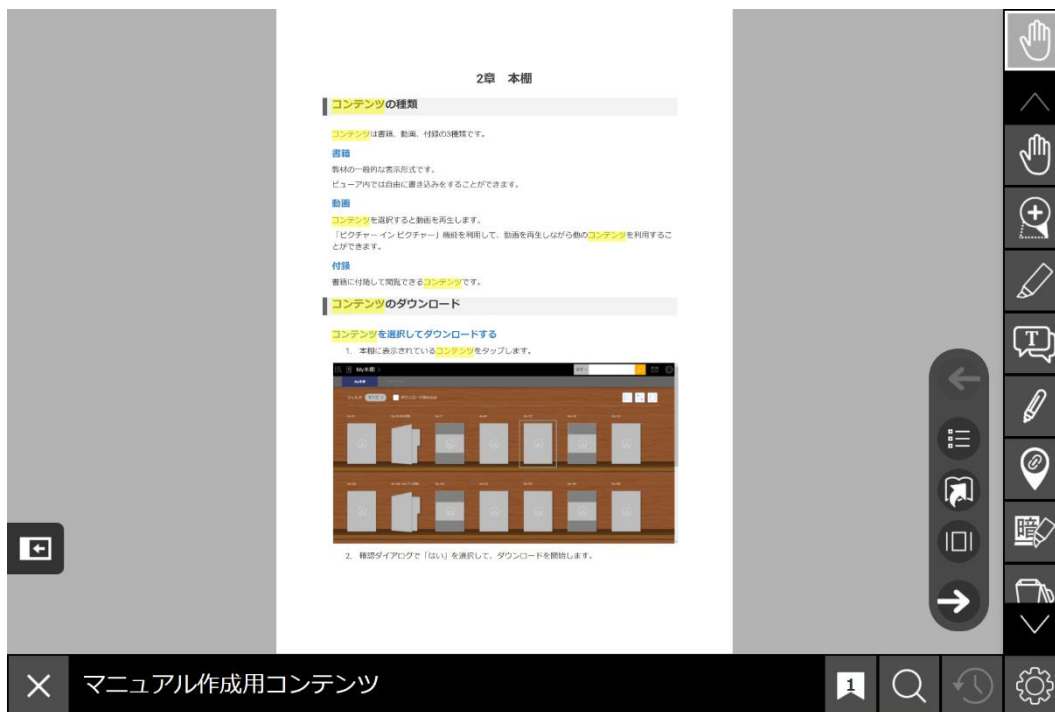 2章 本棚
コンテンツの種類
コンテンツは書籍、動画、付録の3種類です。
書籍
教材の一般的な表示形式です。
ビューア内では自由に書き込みをすることができます。
動画
コンテンツを選択すると動画を再生します。
「ピクチャー イン ピクチャー」機能を利用して、動画を再生しながら他のコンテンツを利用するこ
とができます。
付録
書籍に付随して閲覧できるコンテンツです。
コンテンツのダウンロード
コンテンツを選択してダウンロードする
1. 本棚に表示されているコンテンツをタップします。
My本棚
2. 確認ダイアログで「はい」を選択して、ダウンロードを開始します。
T
暗
マニュアル作成用コンテンツ
1